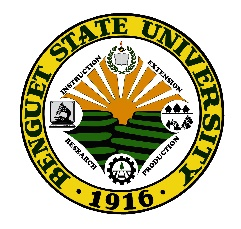 BENGUET STATE UNIVERSITY
INSTRUCTION
EXTENSION
RESEARCH
PRODUCTION
· 1916 ·